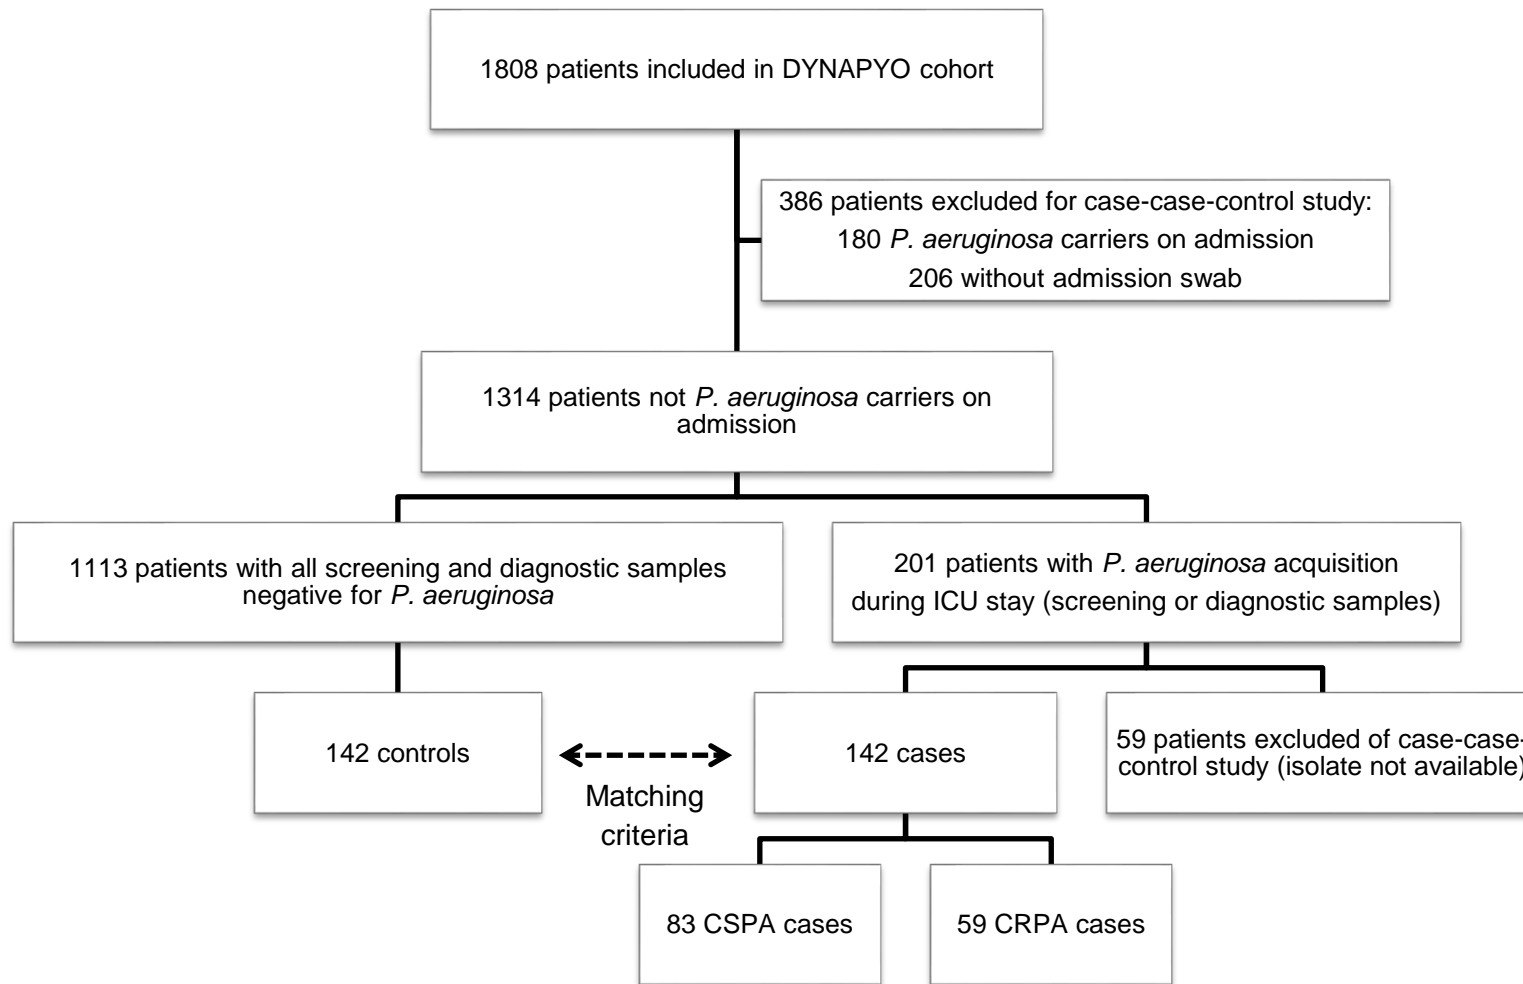 1808 patients included in DYNAPYO cohort
386 patients excluded for case-case-control study:
180 P. aeruginosa carriers on admission
206 without admission swab
1314 patients not P. aeruginosa carriers on
admission
1113 patients with all screening and diagnostic samples
negative for P. aeruginosa
201 patients with P. aeruginosa acquisition
during ICU stay (screening or diagnostic samples)
142 controls
Matching
criteria
142 cases
59 patients excluded of case-case-
control study (isolate not available)
83 CSPA cases
59 CRPA cases